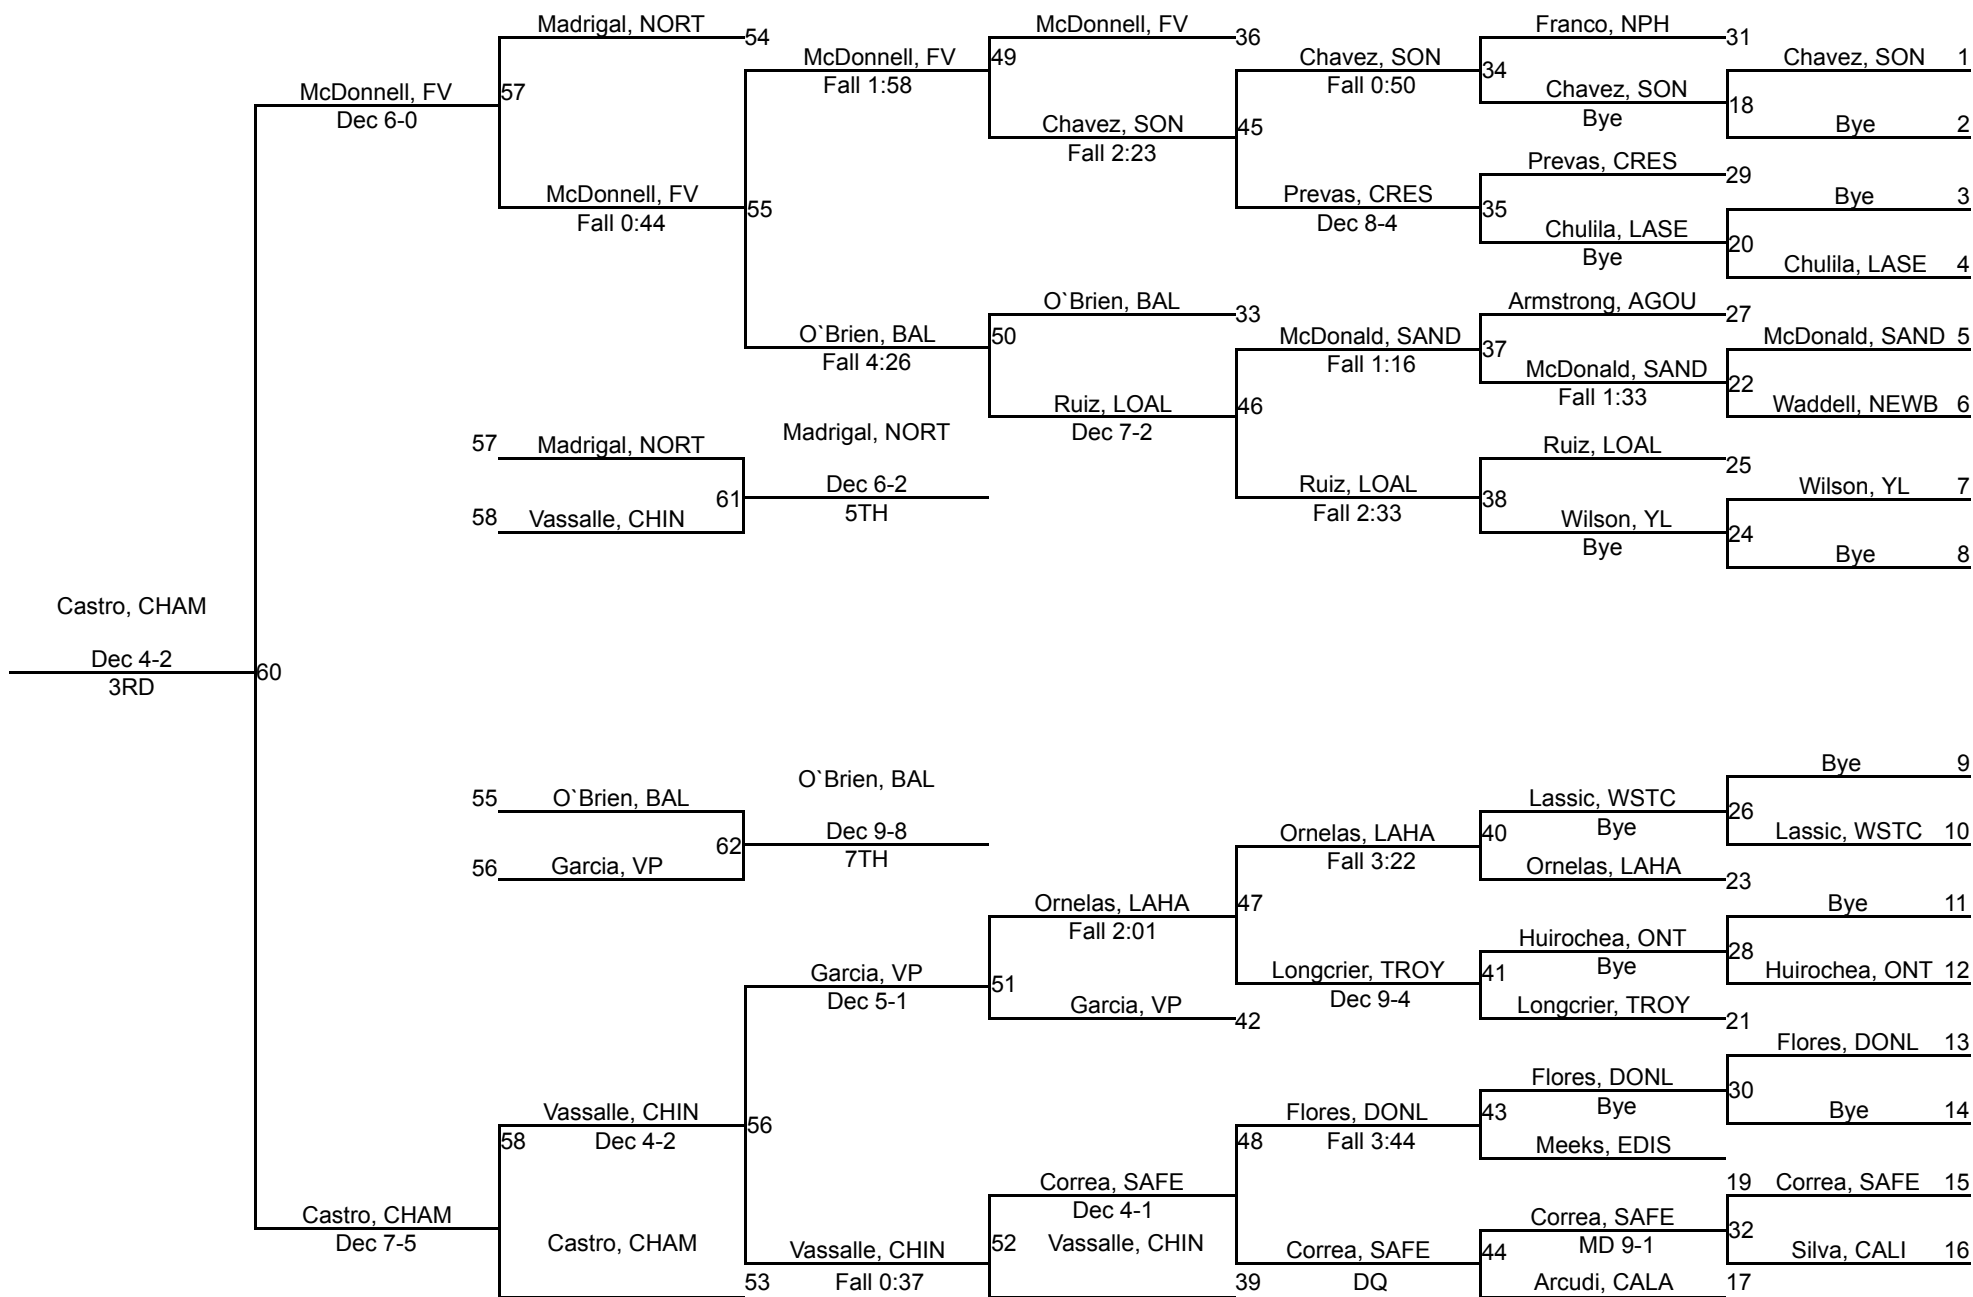 Madrigal, NORT 54
McDonnell, FV 36
Franco, NPH 31
McDonnell, FV 49
Fall 1:58
Chavez, SON 34
Fall 0:50
Chavez, SON 1
McDonnell, FV 57
Dec 6-0
Chavez, SON 18
Bye
Chavez, SON 45
Fall 2:23
Bye 2
Prevas, CRES 29
McDonnell, FV 55
Fall 0:44
Prevas, CRES 35
Dec 8-4
Bye 3
Chulila, LASE 20
Bye
Chulila, LASE 4
O`Brien, BAL 33
Armstrong, AGOU 27
O`Brien, BAL 50
Fall 4:26
McDonald, SAND 37
Fall 1:16
McDonald, SAND 5
McDonald, SAND 22
Fall 1:33
Ruiz, LOAL 46
Dec 7-2
Waddell, NEWB 6
57 Madrigal, NORT
Madrigal, NORT
Ruiz, LOAL 25
61 Dec 6-2
5TH
Ruiz, LOAL 38
Fall 2:33
Wilson, YL 7
58 Vassalle, CHIN
Wilson, YL 24
Bye
Bye 8
Castro, CHAM
Dec 4-2 60
3RD
Bye 9
55 O`Brien, BAL
O`Brien, BAL
Lassic, WSTC 26
Bye
62 Dec 9-8
7TH
Ornelas, LAHA 40
Fall 3:22
Lassic, WSTC 10
56 Garcia, VP
Ornelas, LAHA 23
Ornelas, LAHA 47
Fall 2:01
Bye 11
Huirochea, ONT 28
Bye
Garcia, VP 51
Dec 5-1
Longcrier, TROY 41
Dec 9-4
Huirochea, ONT 12
Garcia, VP 42
Longcrier, TROY 21
Flores, DONL 13
Flores, DONL 30
Bye
Vassalle, CHIN 56
58 Dec 4-2
Flores, DONL 43
48 Fall 3:44
Bye 14
Meeks, EDIS
19
Correa, SAFE
Dec 4-1
Correa, SAFE 15
Castro, CHAM
Dec 7-5
Correa, SAFE 32
MD 9-1
Castro, CHAM 53
Vassalle, CHIN 52
Fall 0:37
Vassalle, CHIN 39
Correa, SAFE 44
DQ
Silva, CALI 16
Arcudi, CALA 17